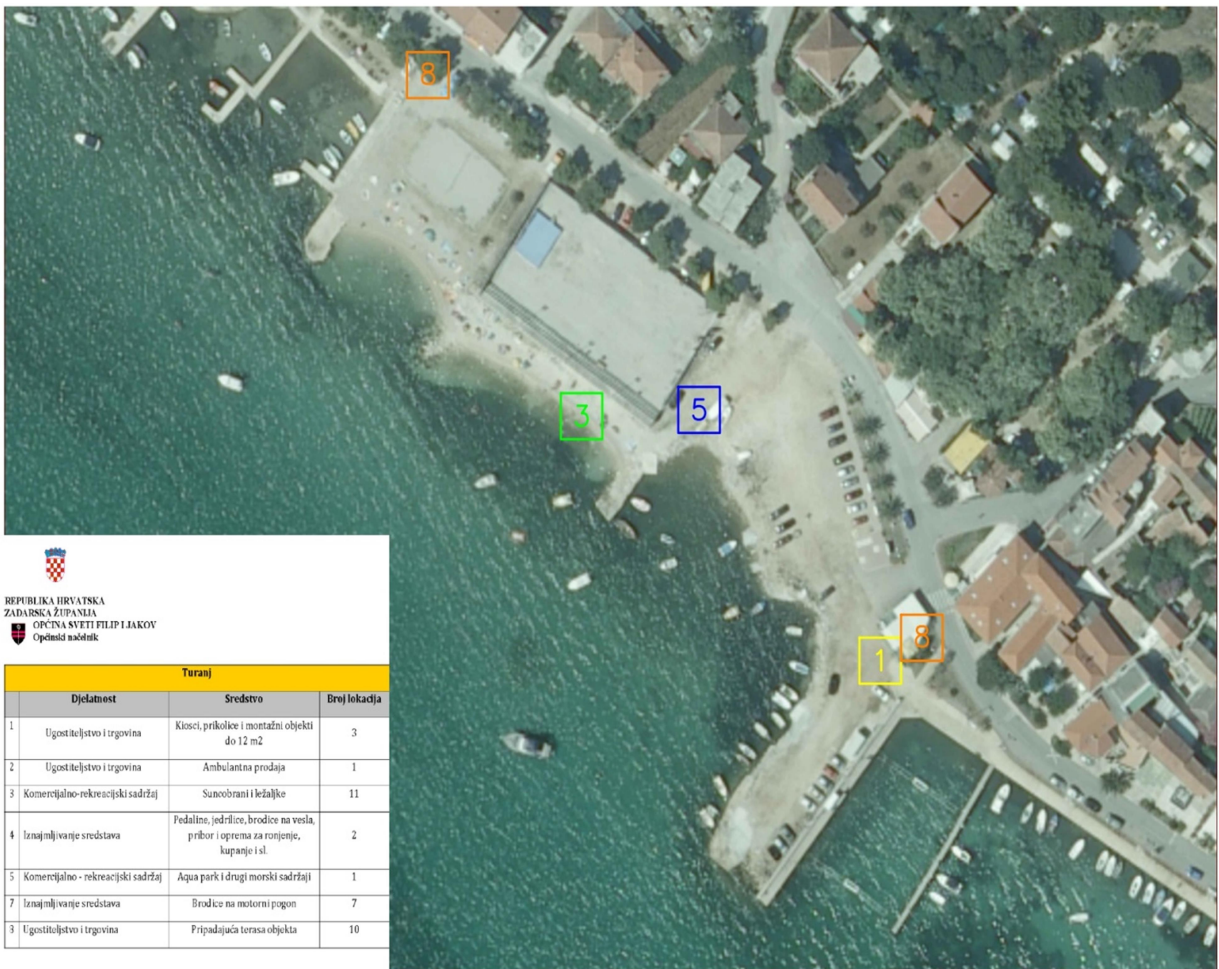 8
3
5
1
8
REPUBLIKA HRVATSKA
ZADARSKA ŽUPANIJA
OPĆINA SVETI FILIP I JAKOV
Općinski načelnik
Turanj
Djelatnost Sredstvo Broj lokacija
1 Ugostiteljstvo i trgovina Kiosci, prikolice i montažni objekti
do 12 m2 3
2 Ugostiteljstvo i trgovina Ambulantna prodaja 1
3 Komercijalno-rekreacijski sadržaj Suncobrani i ležaljke 11
4 Iznajmljivanje sredstava Pedaline, jedrilice, brodice na vesla,
pribor i oprema za ronjenje,
kupanje i sl. 2
5 Komercijalno - rekreacijski sadržaj Aqua park i drugi morski sadržaji 1
7 Iznajmljivanje sredstava Brodice na motorni pogon 7
8 Ugostiteljstvo i trgovina Pripadajuća terasa objekta 10